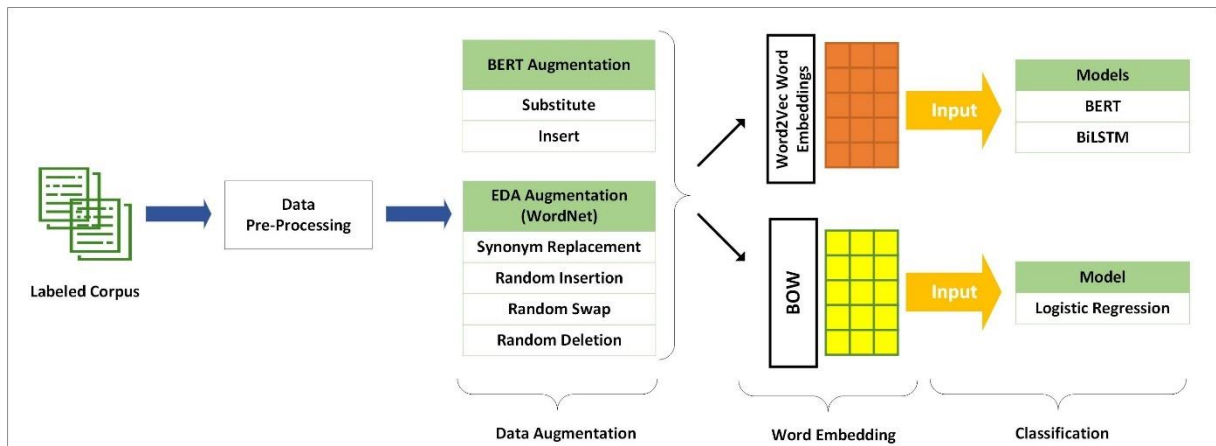 Labeled Corpus
Data
Pre-Processing
BERT Augmentation
Substitute
Insert
EDA Augmentation
(WordNet)
Synonym Replacement
Random Insertion
Random Swap
Random Deletion
Data Augmentation
Word2Vec Word
Embeddings
BOW
Word Embedding
Input
Input
Models
BERT
BiLSTM
Model
Logistic Regression
Classification